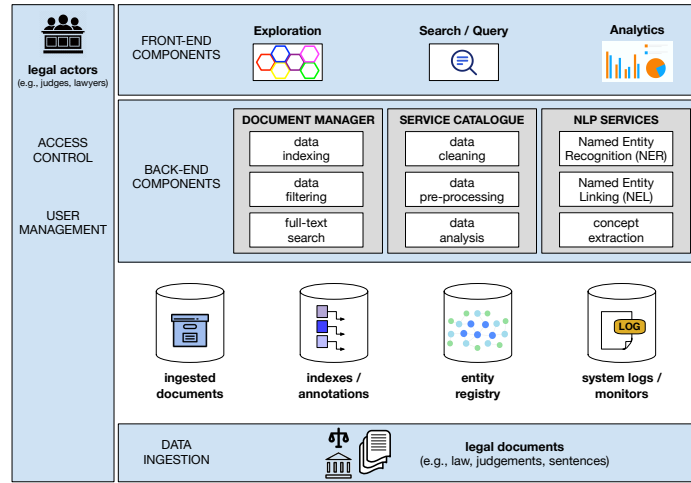 legal actors
(e.g., judges, lawyers)
ACCESS
CONTROL
USER
MANAGEMENT
FRONT-END
COMPONENTS
Exploration
Search / Query
Analytics
BACK-END
COMPONENTS
DOCUMENT MANAGER
data
indexing
data
filtering
full-text
search
SERVICE CATALOGUE
data
cleaning
data
pre-processing
data
analysis
NLP SERVICES
Named Entity
Recognition (NER)
Named Entity
Linking (NEL)
concept
extraction
ingested
documents
indexes /
annotations
entity
registry
LOG
system logs /
monitors
DATA
INGESTION
legal documents
(e.g., law, judgements, sentences)